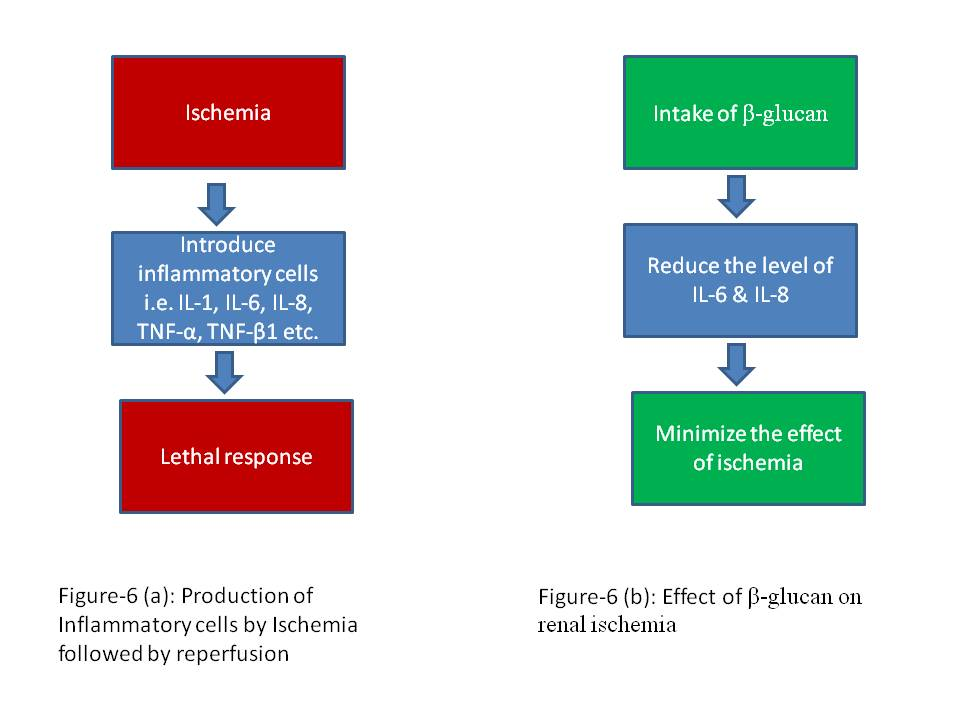 Ischemia
Introduce
inflammatory cells
i.e. IL-1, IL-6, IL-8,
TNF-α, TNF-β1 etc.
Lethal response
Figure-6 (a): Production of
Inflammatory cells by Ischemia
followed by reperfusion
Intake of β-glucan
Reduce the level of
IL-6 & IL-8
Minimize the effect
of ischemia
Figure-6 (b): Effect of β-glucan on
renal ischemia